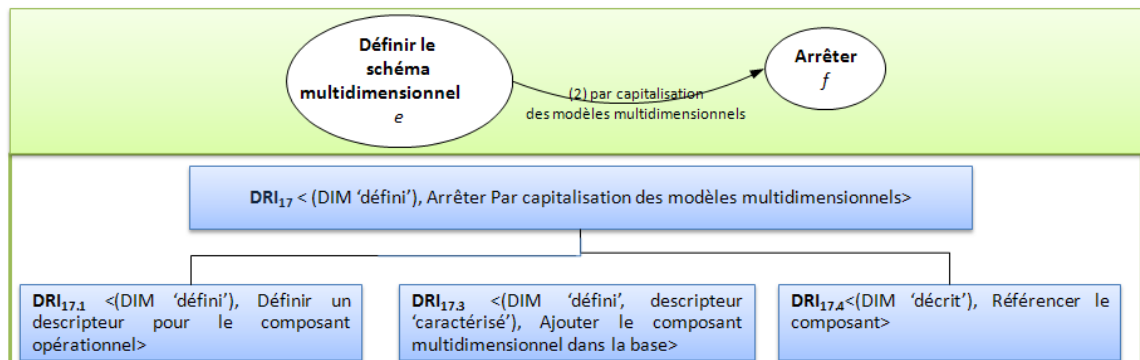 Définir le
schéma
multidimensionnel
e
Arrêter
f
(2) par capitalisation
des modèles multidimensionnels
DRI17 < (DIM ‘défini’), Arrêter Par capitalisation des modèles multidimensionnels>
DRI17.1 <(DIM ‘défini’), Définir un
descripteur pour le composant
opérationnel>
DRI17.3 <(DIM ‘défini’, descripteur
‘caractérisé’), Ajouter le composant
multidimensionnel dans la base>
DRI17.4<(DIM ‘décrit’), Référencer le
composant>